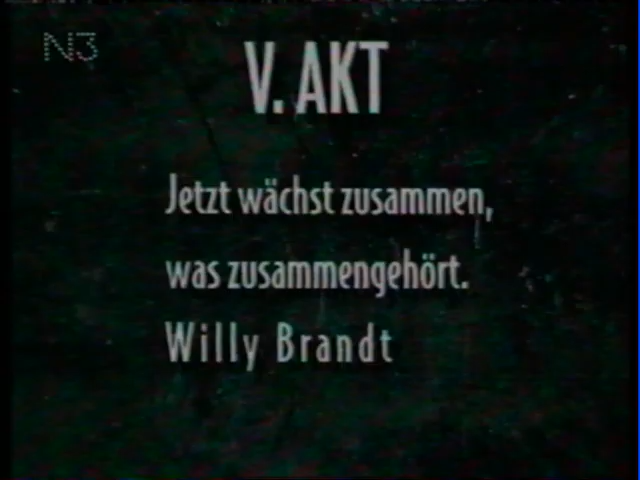 N3
V. AKT
Jetzt wächst zusammen,
was zusammengehört.
Willy Brandt